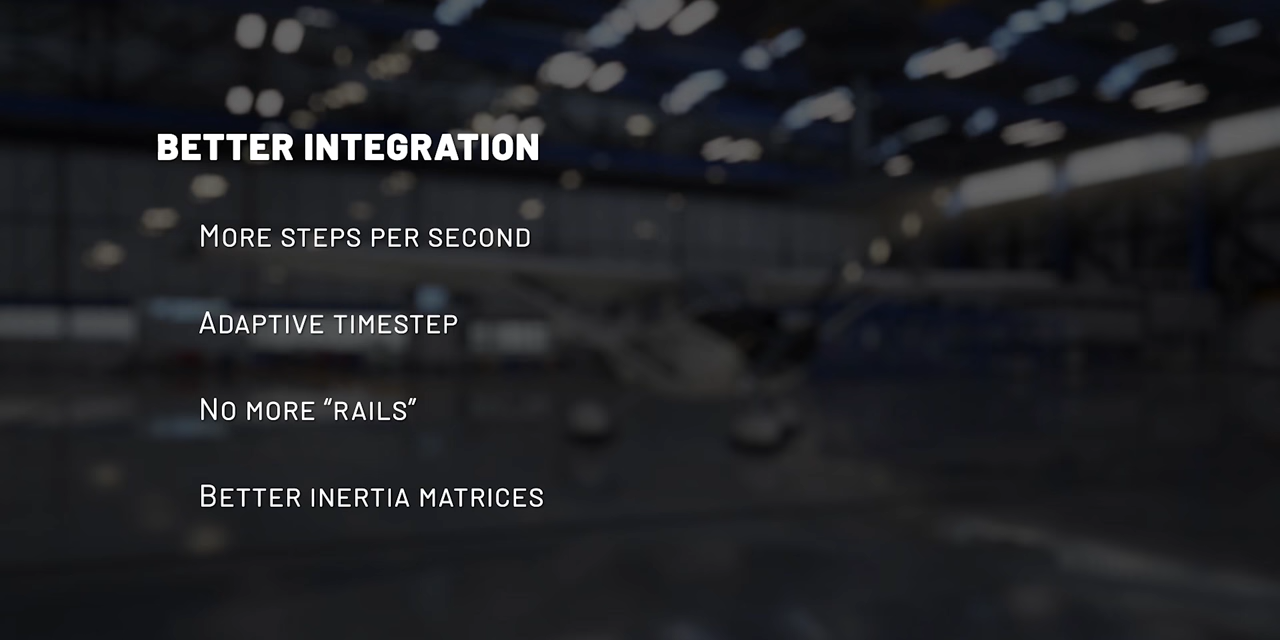 BETTER INTEGRATION
MORE STEPS PER SECOND
ADAPTIVE TIMESTEP
NO MORE “RAILS”
BETTER INERTIA MATRICES